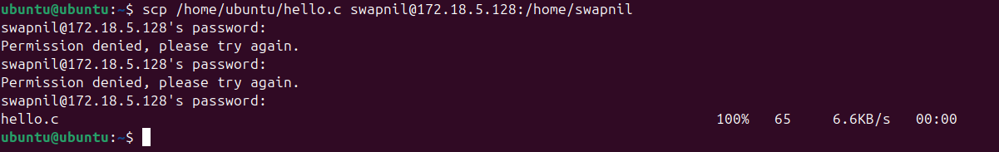 ubuntu@ubuntu:~$ scp /home/ubuntu/hello.c swapnil@172.18.5.128:/home/swapnil
swapnil@172.18.5.128's password:
Permission denied, please try again.
swapnil@172.18.5.128's password:
Permission denied, please try again.
swapnil@172.18.5.128's password:
hello.c 100% 65 6.6KB/s 00:00
ubuntu@ubuntu:~$